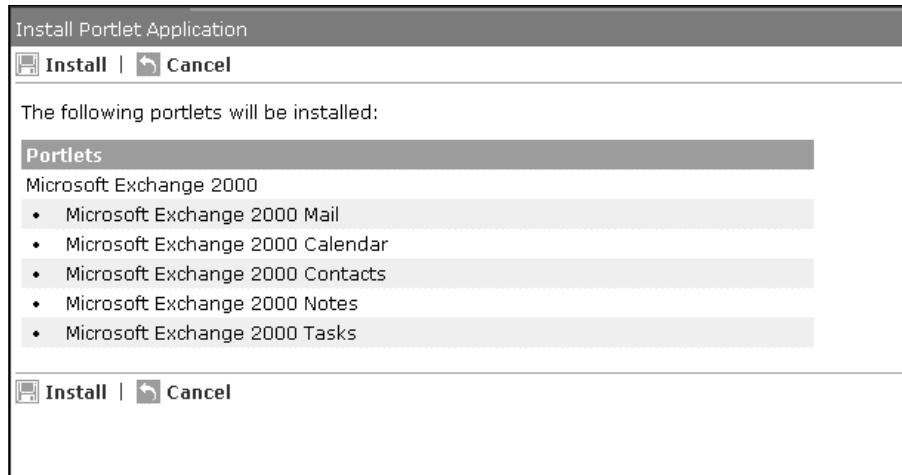 Install Portlet Application
Install | Cancel
The following portlets will be installed:
Portlets
Microsoft Exchange 2000
• Microsoft Exchange 2000 Mail
• Microsoft Exchange 2000 Calendar
• Microsoft Exchange 2000 Contacts
• Microsoft Exchange 2000 Notes
• Microsoft Exchange 2000 Tasks
Install | Cancel